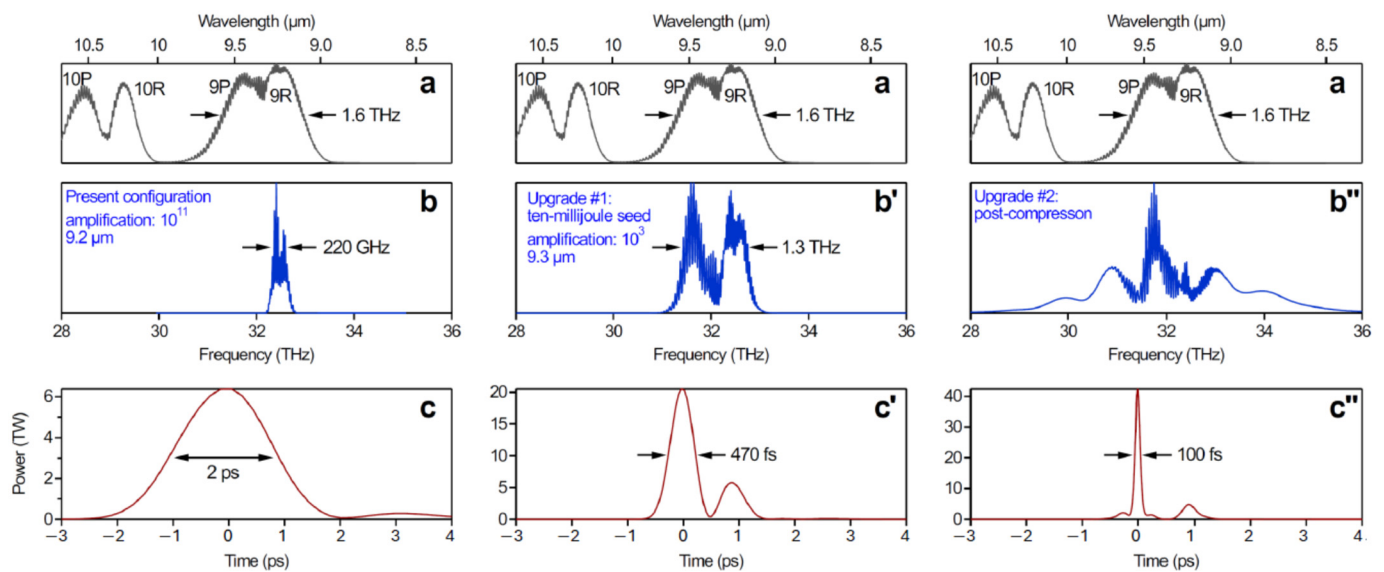 Wavelength (µm)
10.5 10 9.5 9.0 8.5
10P 10R 9P 9R 1.6 THz a
Present configuration
amplification: 10¹¹
9.2 µm
220 GHz
b
28 30 32 34 36
Frequency (THz)
Power (TW)
6
4
2
0
2 ps
c
−3 −2 −1 0 1 2 3 4
Time (ps)
Wavelength (µm)
10.5 10 9.5 9.0 8.5
10P 10R 9P 9R 1.6 THz a
Upgrade #1:
ten-millijoule seed
amplification: 10³
9.3 µm
1.3 THz
b'
28 30 32 34 36
Frequency (THz)
20
15
10
5
0
470 fs
c'
−3 −2 −1 0 1 2 3 4
Time (ps)
Wavelength (µm)
10.5 10 9.5 9.0 8.5
10P 10R 9P 9R 1.6 THz a
Upgrade #2:
post-compresson
b"
28 30 32 34 36
Frequency (THz)
40
30
20
10
0
100 fs
c"
−3 −2 −1 0 1 2 3 4
Time (ps)